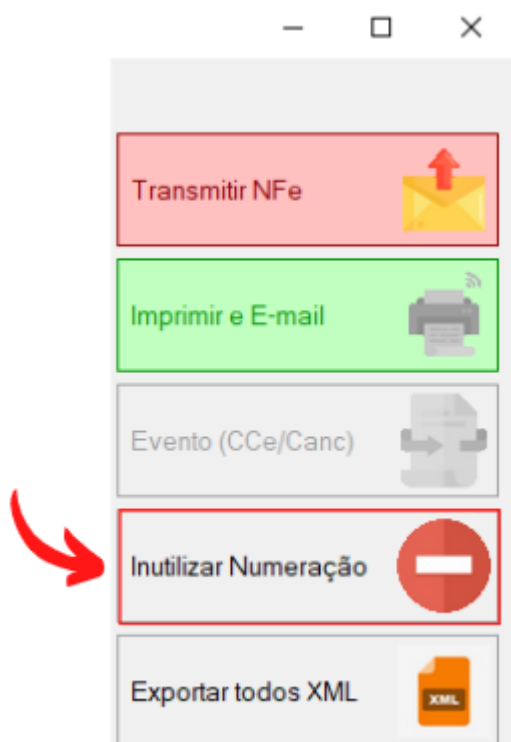 Transmitir NFe
Imprimir e E-mail
Evento (CCe/Canc)
Inutilizar Numeração
Exportar todos XML
XML